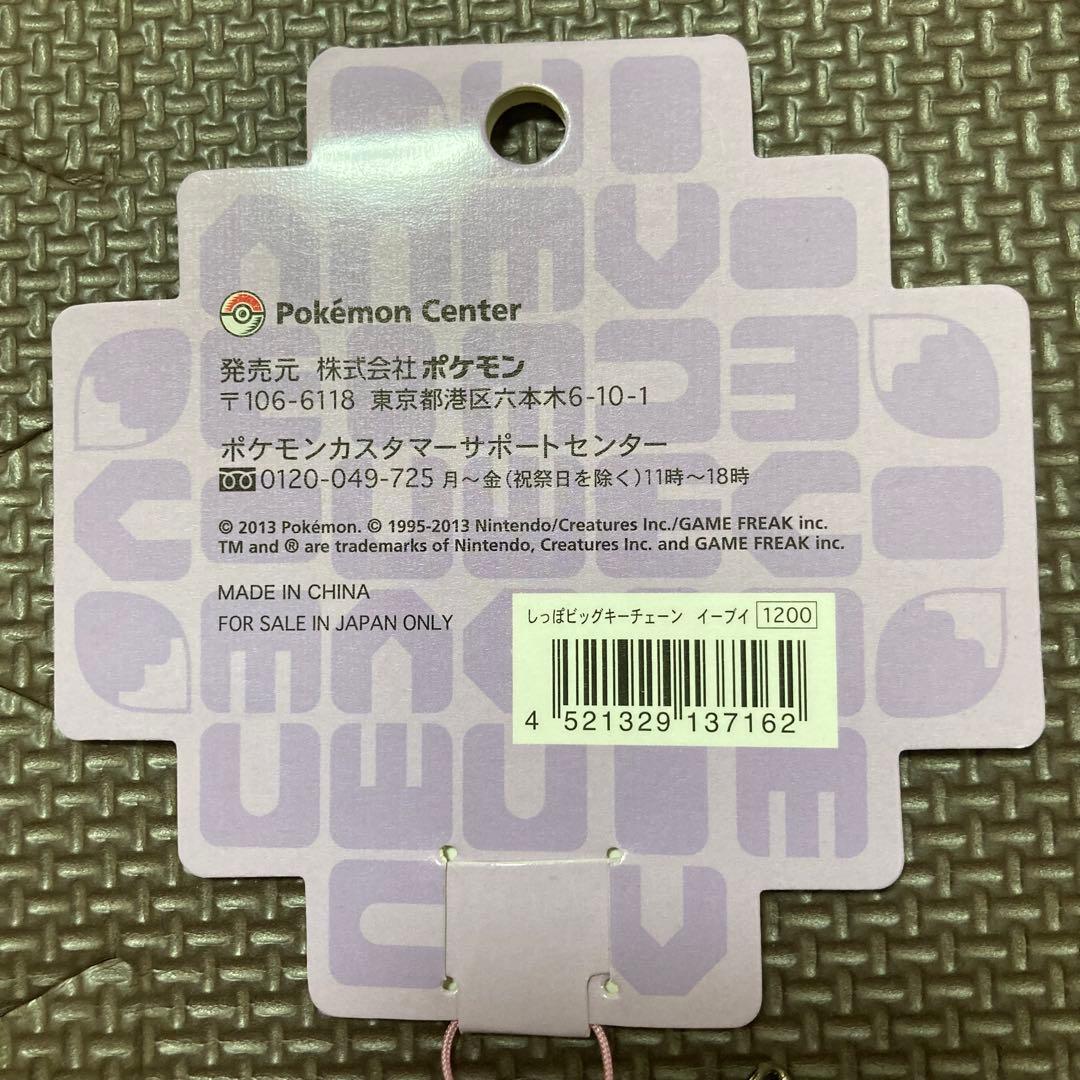 Pokémon Center
発売元 株式会社ポケモン
〒106-6118 東京都港区六本木6-10-1
ポケモンカスタマーサポートセンター
0120-049-725 月〜金(祝祭日を除く)11時〜18時
© 2013 Pokémon. © 1995-2013 Nintendo/Creatures Inc./GAME FREAK inc.
TM and ® are trademarks of Nintendo, Creatures Inc. and GAME FREAK inc.
MADE IN CHINA
FOR SALE IN JAPAN ONLY
しっぽビッグキーチェーン イーブイ 1200
4 521329 137162